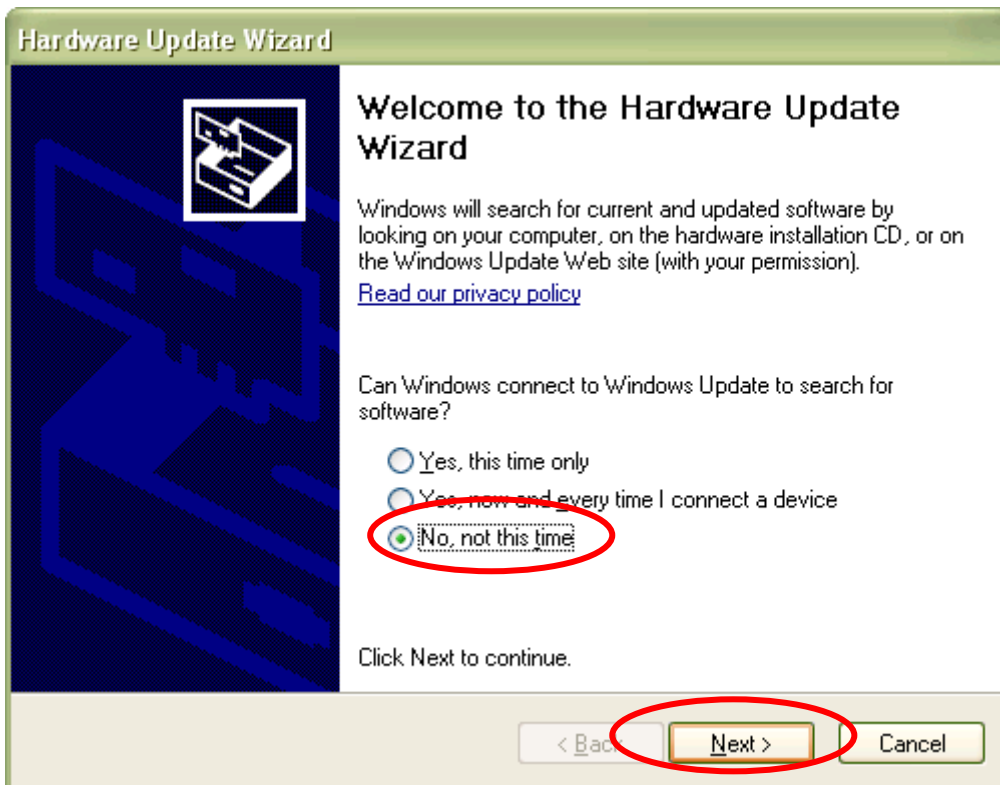 Hardware Update Wizard
Welcome to the Hardware Update
Wizard
Windows will search for current and updated software by
looking on your computer, on the hardware installation CD, or on
the Windows Update Web site (with your permission).
Read our privacy policy
Can Windows connect to Windows Update to search for
software?
Yes, this time only
Yes, now and every time I connect a device
No, not this time
Click Next to continue.
< Back Next > Cancel